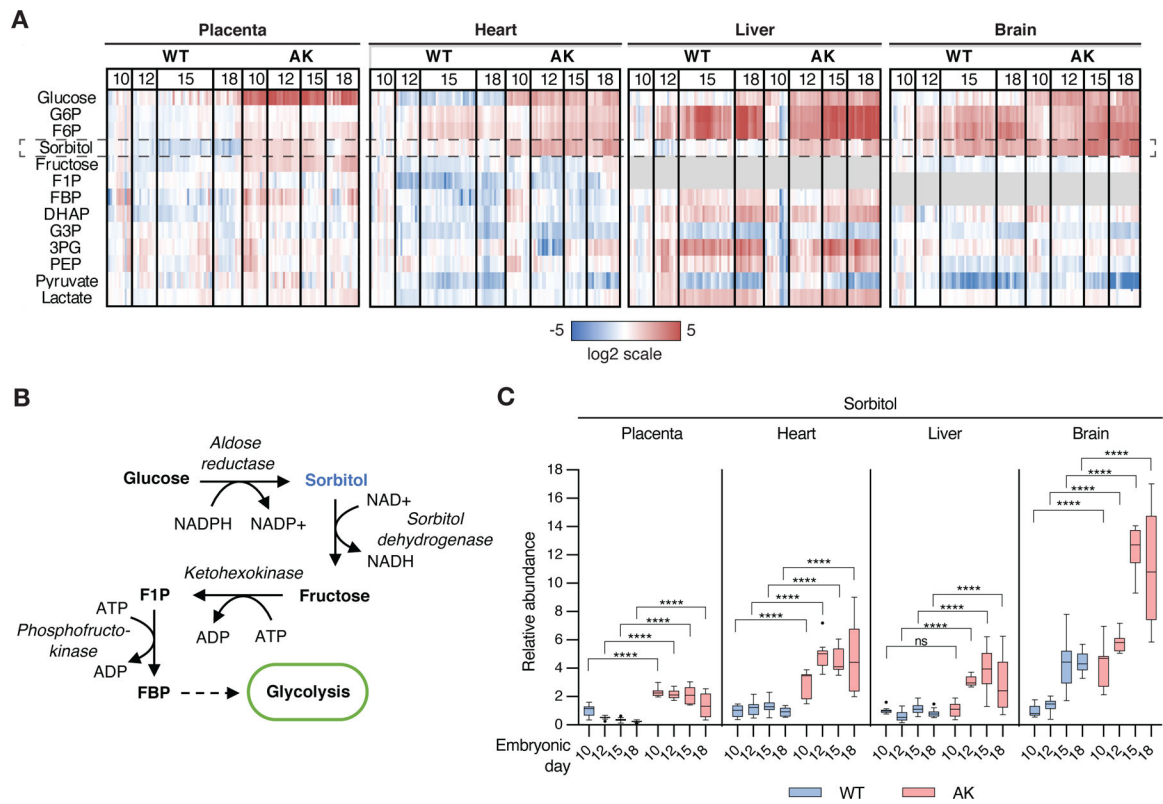 A
Placenta Heart Liver Brain
WT AK WT AK WT AK WT AK
10 12 15 18 10 12 15 18 10 12 15 18 10 12 15 18 10 12 15 18 10 12 15 18 10 12 15 18 10 12 15 18
Glucose
G6P
F6P
Sorbitol
Fructose
F1P
FBP
DHAP
G3P
3PG
PEP
Pyruvate
Lactate
-5 5
log2 scale
B
Aldose
reductase
Glucose Sorbitol
NADPH NADP+
NAD+
Sorbitol
dehydrogenase
NADH
Ketohexokinase
F1P Fructose
ATP
Phosphofructo-
kinase
ADP
ADP ATP
FBP Glycolysis
C
Sorbitol
Placenta Heart Liver Brain
Relative abundance
18
16
14
12
10
8
6
4
2
0
**** **** **** ****
**** **** **** ****
ns **** **** ****
**** **** **** ****
Embryonic
day
10 12 15 18 10 12 15 18 10 12 15 18 10 12 15 18 10 12 15 18 10 12 15 18 10 12 15 18 10 12 15 18
WT AK